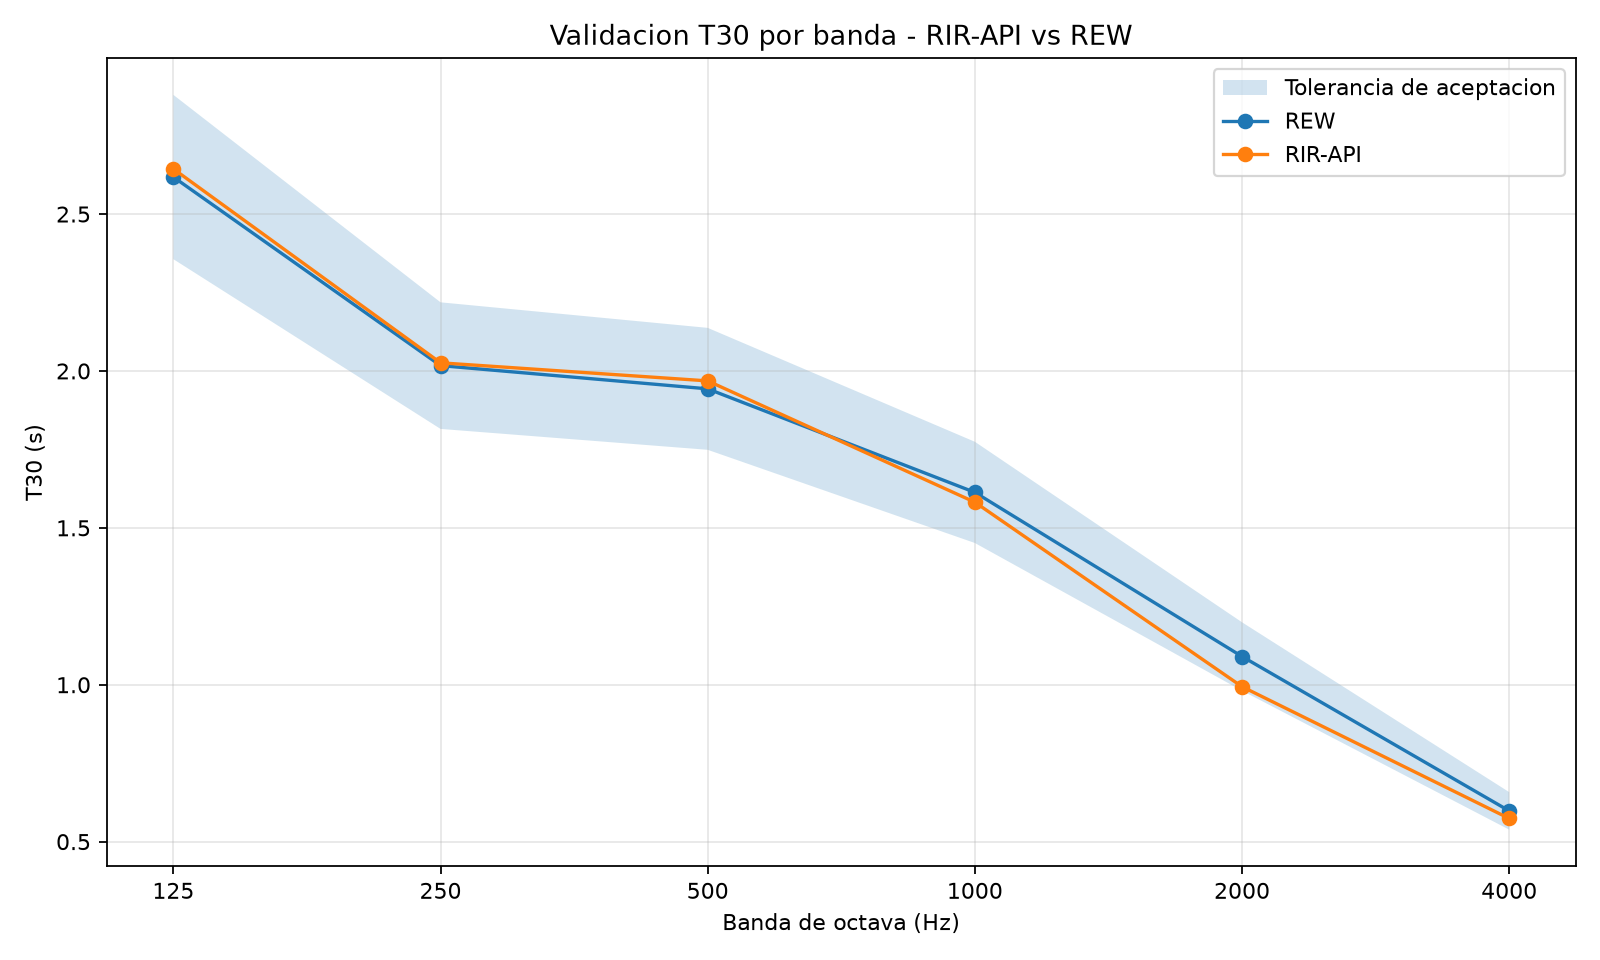 Validacion T30 por banda - RIR-API vs REW
Tolerancia de aceptacion
REW
RIR-API
T30 (s)
2.5
2.0
1.5
1.0
0.5
125
250
500
1000
2000
4000
Banda de octava (Hz)